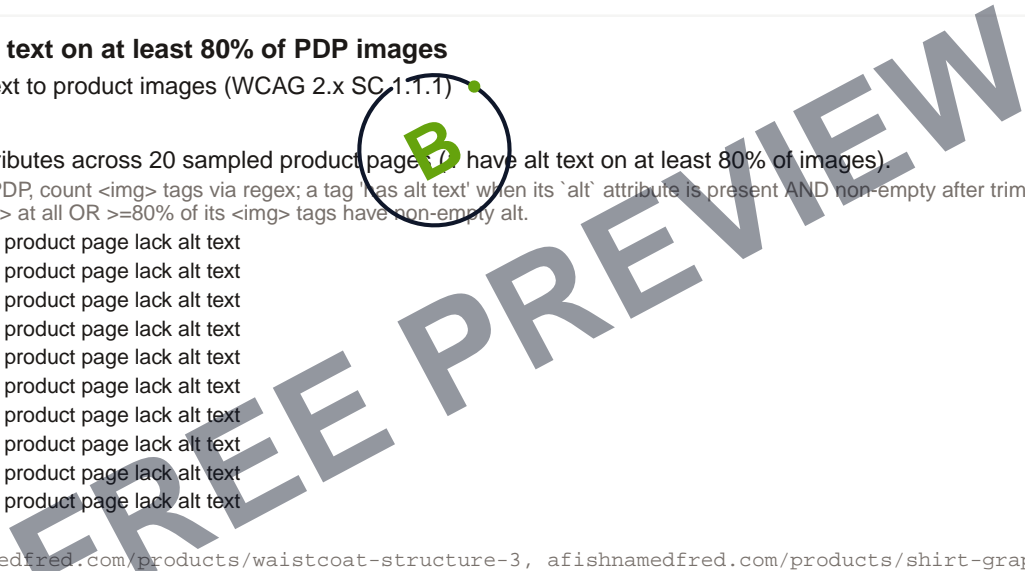 text on at least 80% of PDP images
xt to product images (WCAG 2.x SC 1.1.1)
B
ributes across 20 sampled product pages ( have alt text on at least 80% of images).
PDP, count <img> tags via regex; a tag 'has alt text' when its `alt` attribute is present AND non-empty after trim
> at all OR >=80% of its <img> tags have non-empty alt.
product page lack alt text
product page lack alt text
product page lack alt text
product page lack alt text
product page lack alt text
product page lack alt text
product page lack alt text
product page lack alt text
product page lack alt text
product page lack alt text
edfred.com/products/waistcoat-structure-3, afishnamedfred.com/products/shirt-grap
FREE PREVIEW